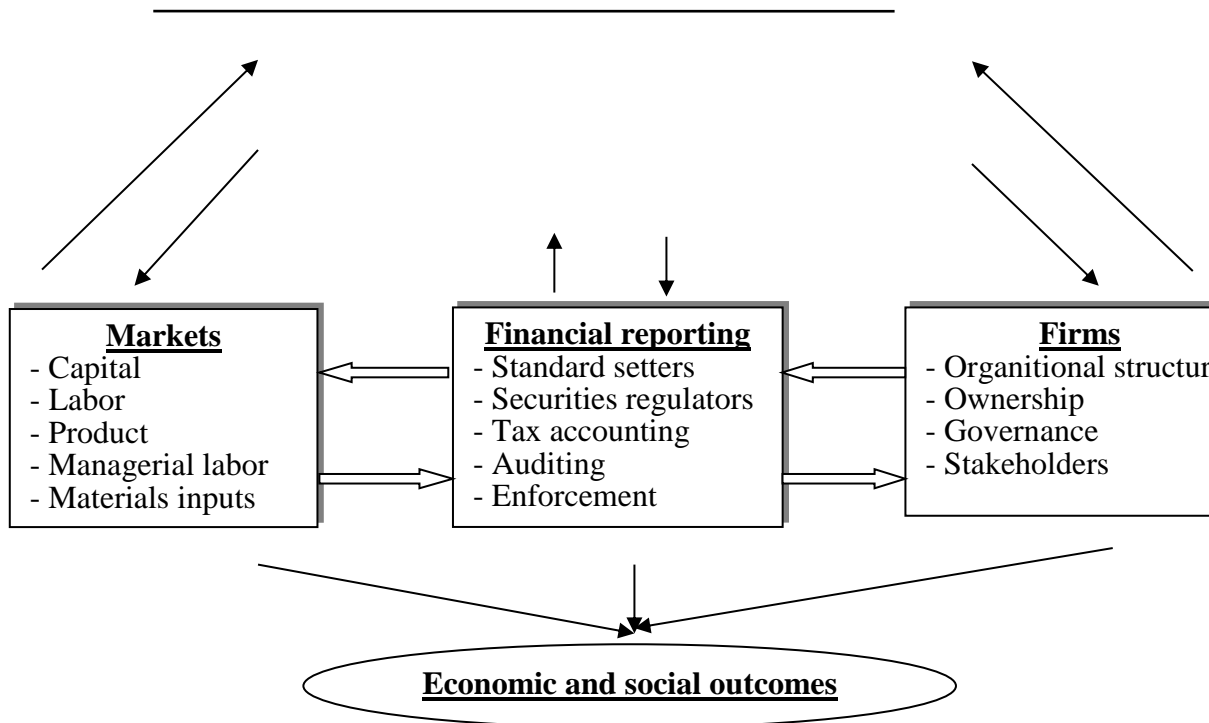 Markets
- Capital
- Labor
- Product
- Managerial labor
- Materials inputs
Financial reporting
- Standard setters
- Securities regulators
- Tax accounting
- Auditing
- Enforcement
Firms
- Organitional structur
- Ownership
- Governance
- Stakeholders
Economic and social outcomes